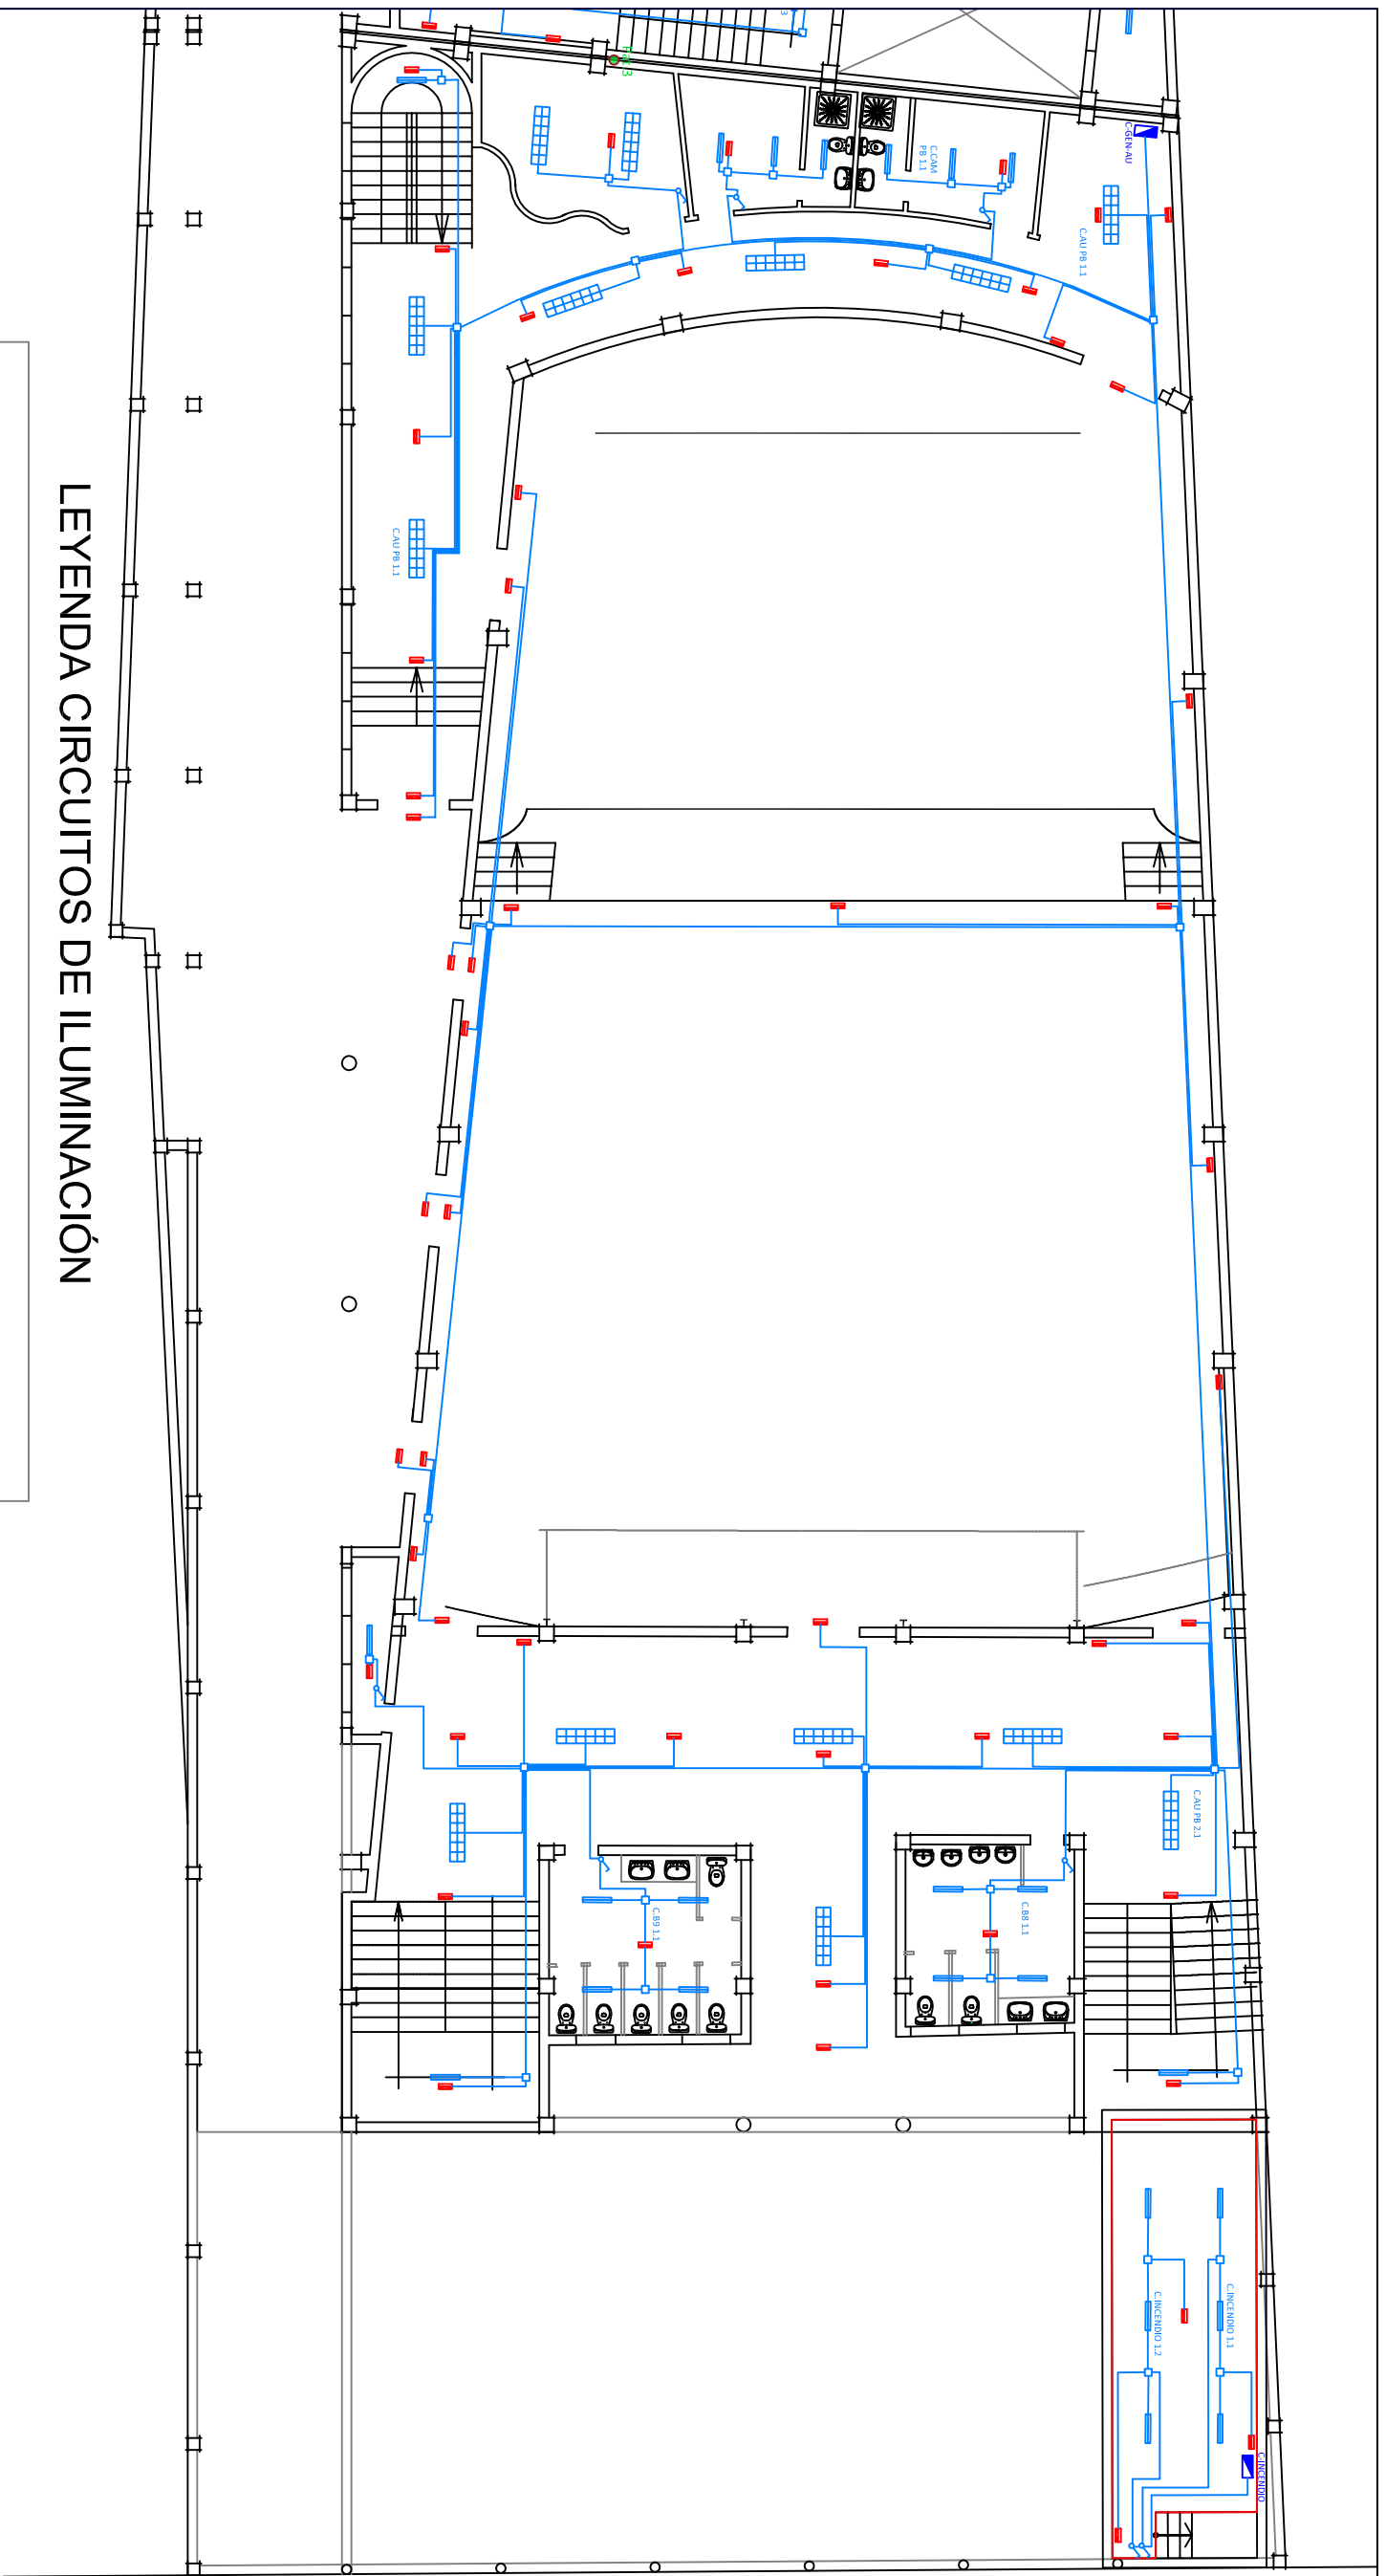 LEYENDA CIRCUITOS DE ILUMINACIÓN
C-GEN-AU
C.CAM
PB 1.1
C.AU PB 1.1
C.AU PB 1.1
C.AU PB 2.1
C.B9 1.1
C.B8 1.1
C.INCENDIO 1.1
C.INCENDIO 1.2
C-INCENDIO